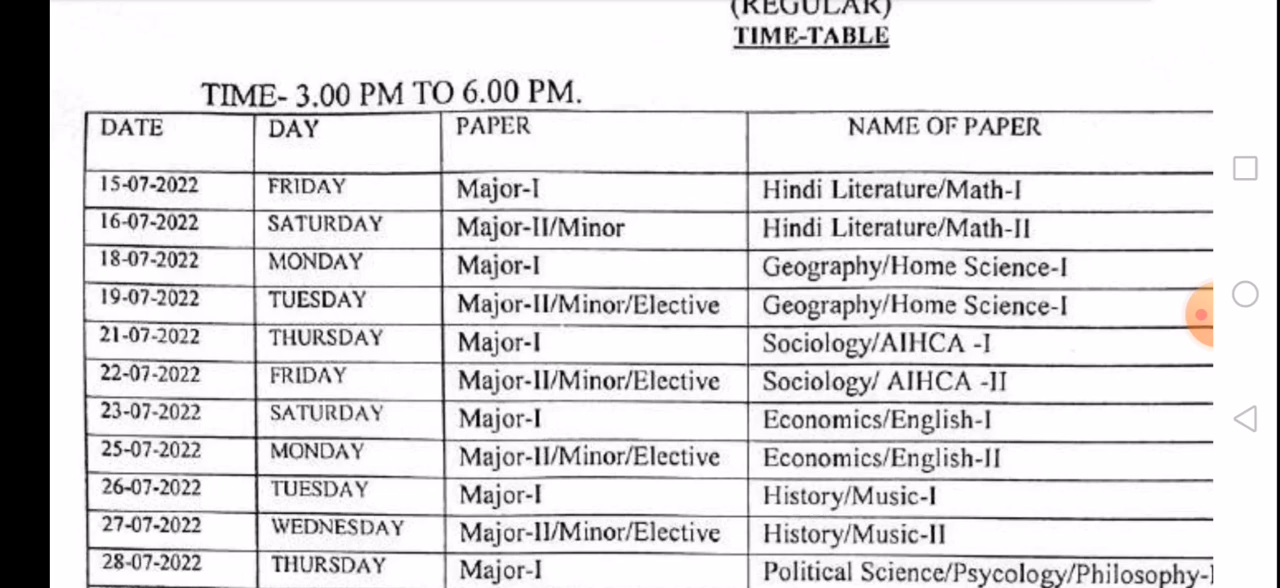 (REGULAR)
TIME-TABLE
TIME- 3.00 PM TO 6.00 PM.
DATE DAY PAPER NAME OF PAPER
15-07-2022 FRIDAY Major-I Hindi Literature/Math-I
16-07-2022 SATURDAY Major-II/Minor Hindi Literature/Math-II
18-07-2022 MONDAY Major-I Geography/Home Science-I
19-07-2022 TUESDAY Major-II/Minor/Elective Geography/Home Science-I
21-07-2022 THURSDAY Major-I Sociology/AIHCA -I
22-07-2022 FRIDAY Major-II/Minor/Elective Sociology/ AIHCA -II
23-07-2022 SATURDAY Major-I Economics/English-I
25-07-2022 MONDAY Major-II/Minor/Elective Economics/English-II
26-07-2022 TUESDAY Major-I History/Music-I
27-07-2022 WEDNESDAY Major-II/Minor/Elective History/Music-II
28-07-2022 THURSDAY Major-I Political Science/Psycology/Philosophy-I